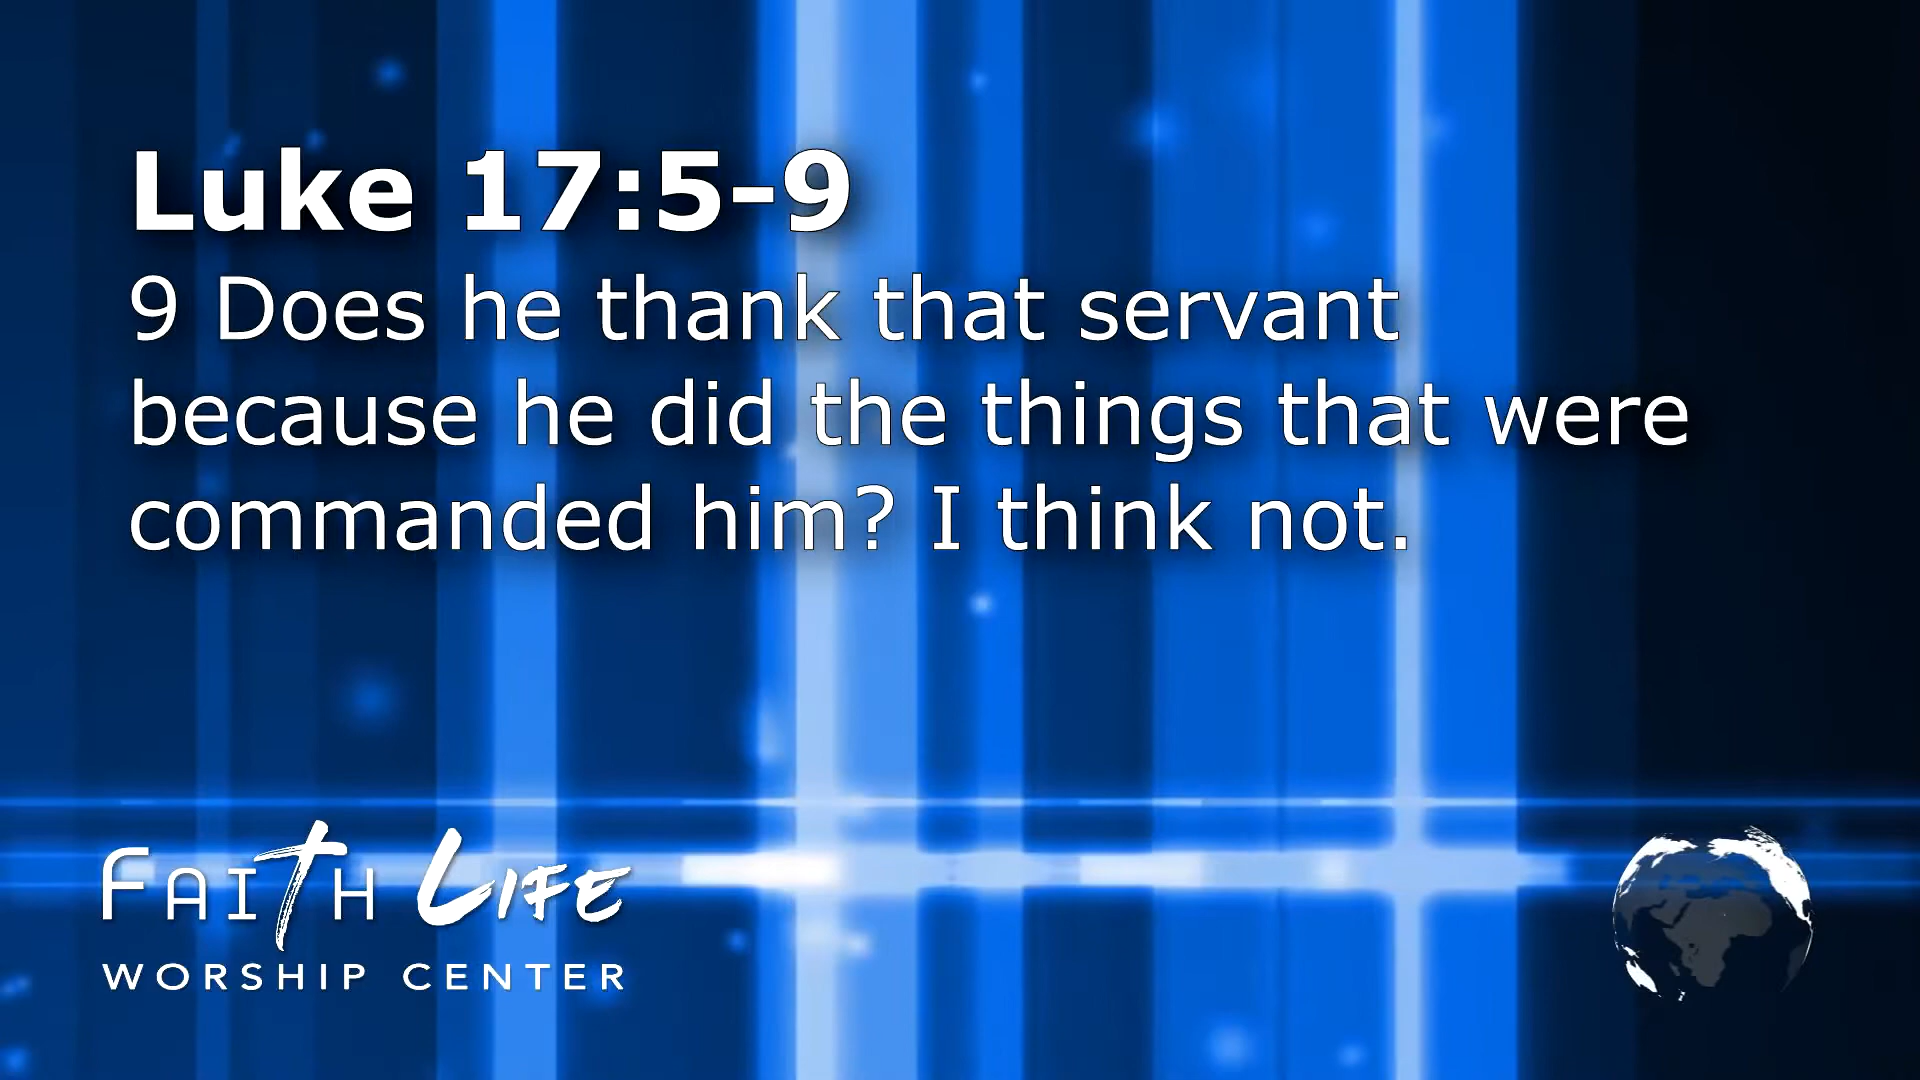 Luke 17:5-9
9 Does he thank that servant
because he did the things that were
commanded him? I think not.
FAITH LIFE
WORSHIP CENTER